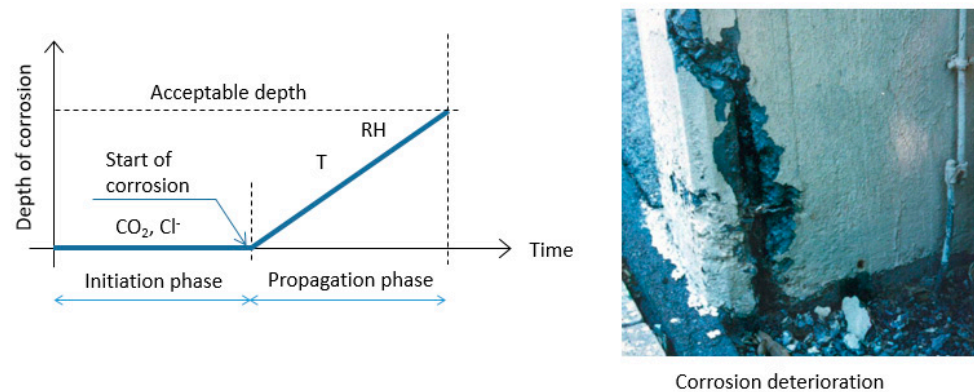 Depth of corrosion
Acceptable depth
RH
T
Start of
corrosion
CO₂, Cl⁻
Time
Initiation phase
Propagation phase
Corrosion deterioration